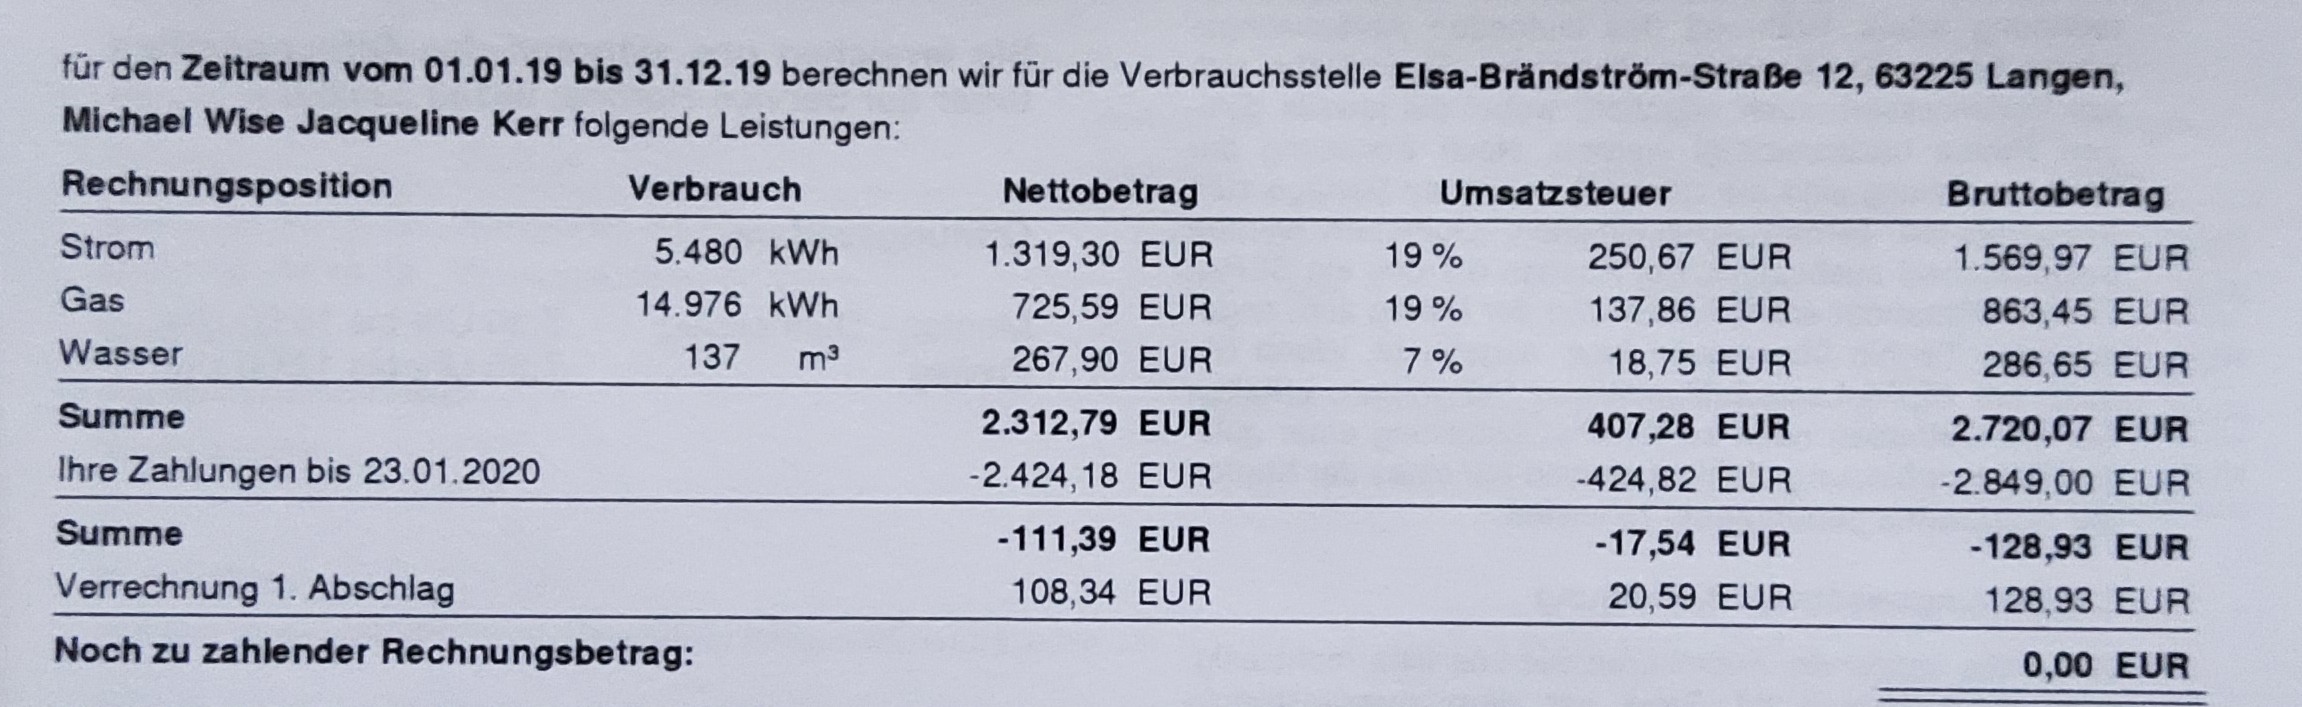 für den Zeitraum vom 01.01.19 bis 31.12.19 berechnen wir für die Verbrauchsstelle Elsa-Brändström-Straße 12, 63225 Langen,
Michael Wise Jacqueline Kerr folgende Leistungen:
Rechnungsposition Verbrauch Nettobetrag Umsatzsteuer Bruttobetrag
Strom 5.480 kWh 1.319,30 EUR 19 % 250,67 EUR 1.569,97 EUR
Gas 14.976 kWh 725,59 EUR 19 % 137,86 EUR 863,45 EUR
Wasser 137 m³ 267,90 EUR 7 % 18,75 EUR 286,65 EUR
Summe 2.312,79 EUR 407,28 EUR 2.720,07 EUR
Ihre Zahlungen bis 23.01.2020 -2.424,18 EUR -424,82 EUR -2.849,00 EUR
Summe -111,39 EUR -17,54 EUR -128,93 EUR
Verrechnung 1. Abschlag 108,34 EUR 20,59 EUR 128,93 EUR
Noch zu zahlender Rechnungsbetrag: 0,00 EUR